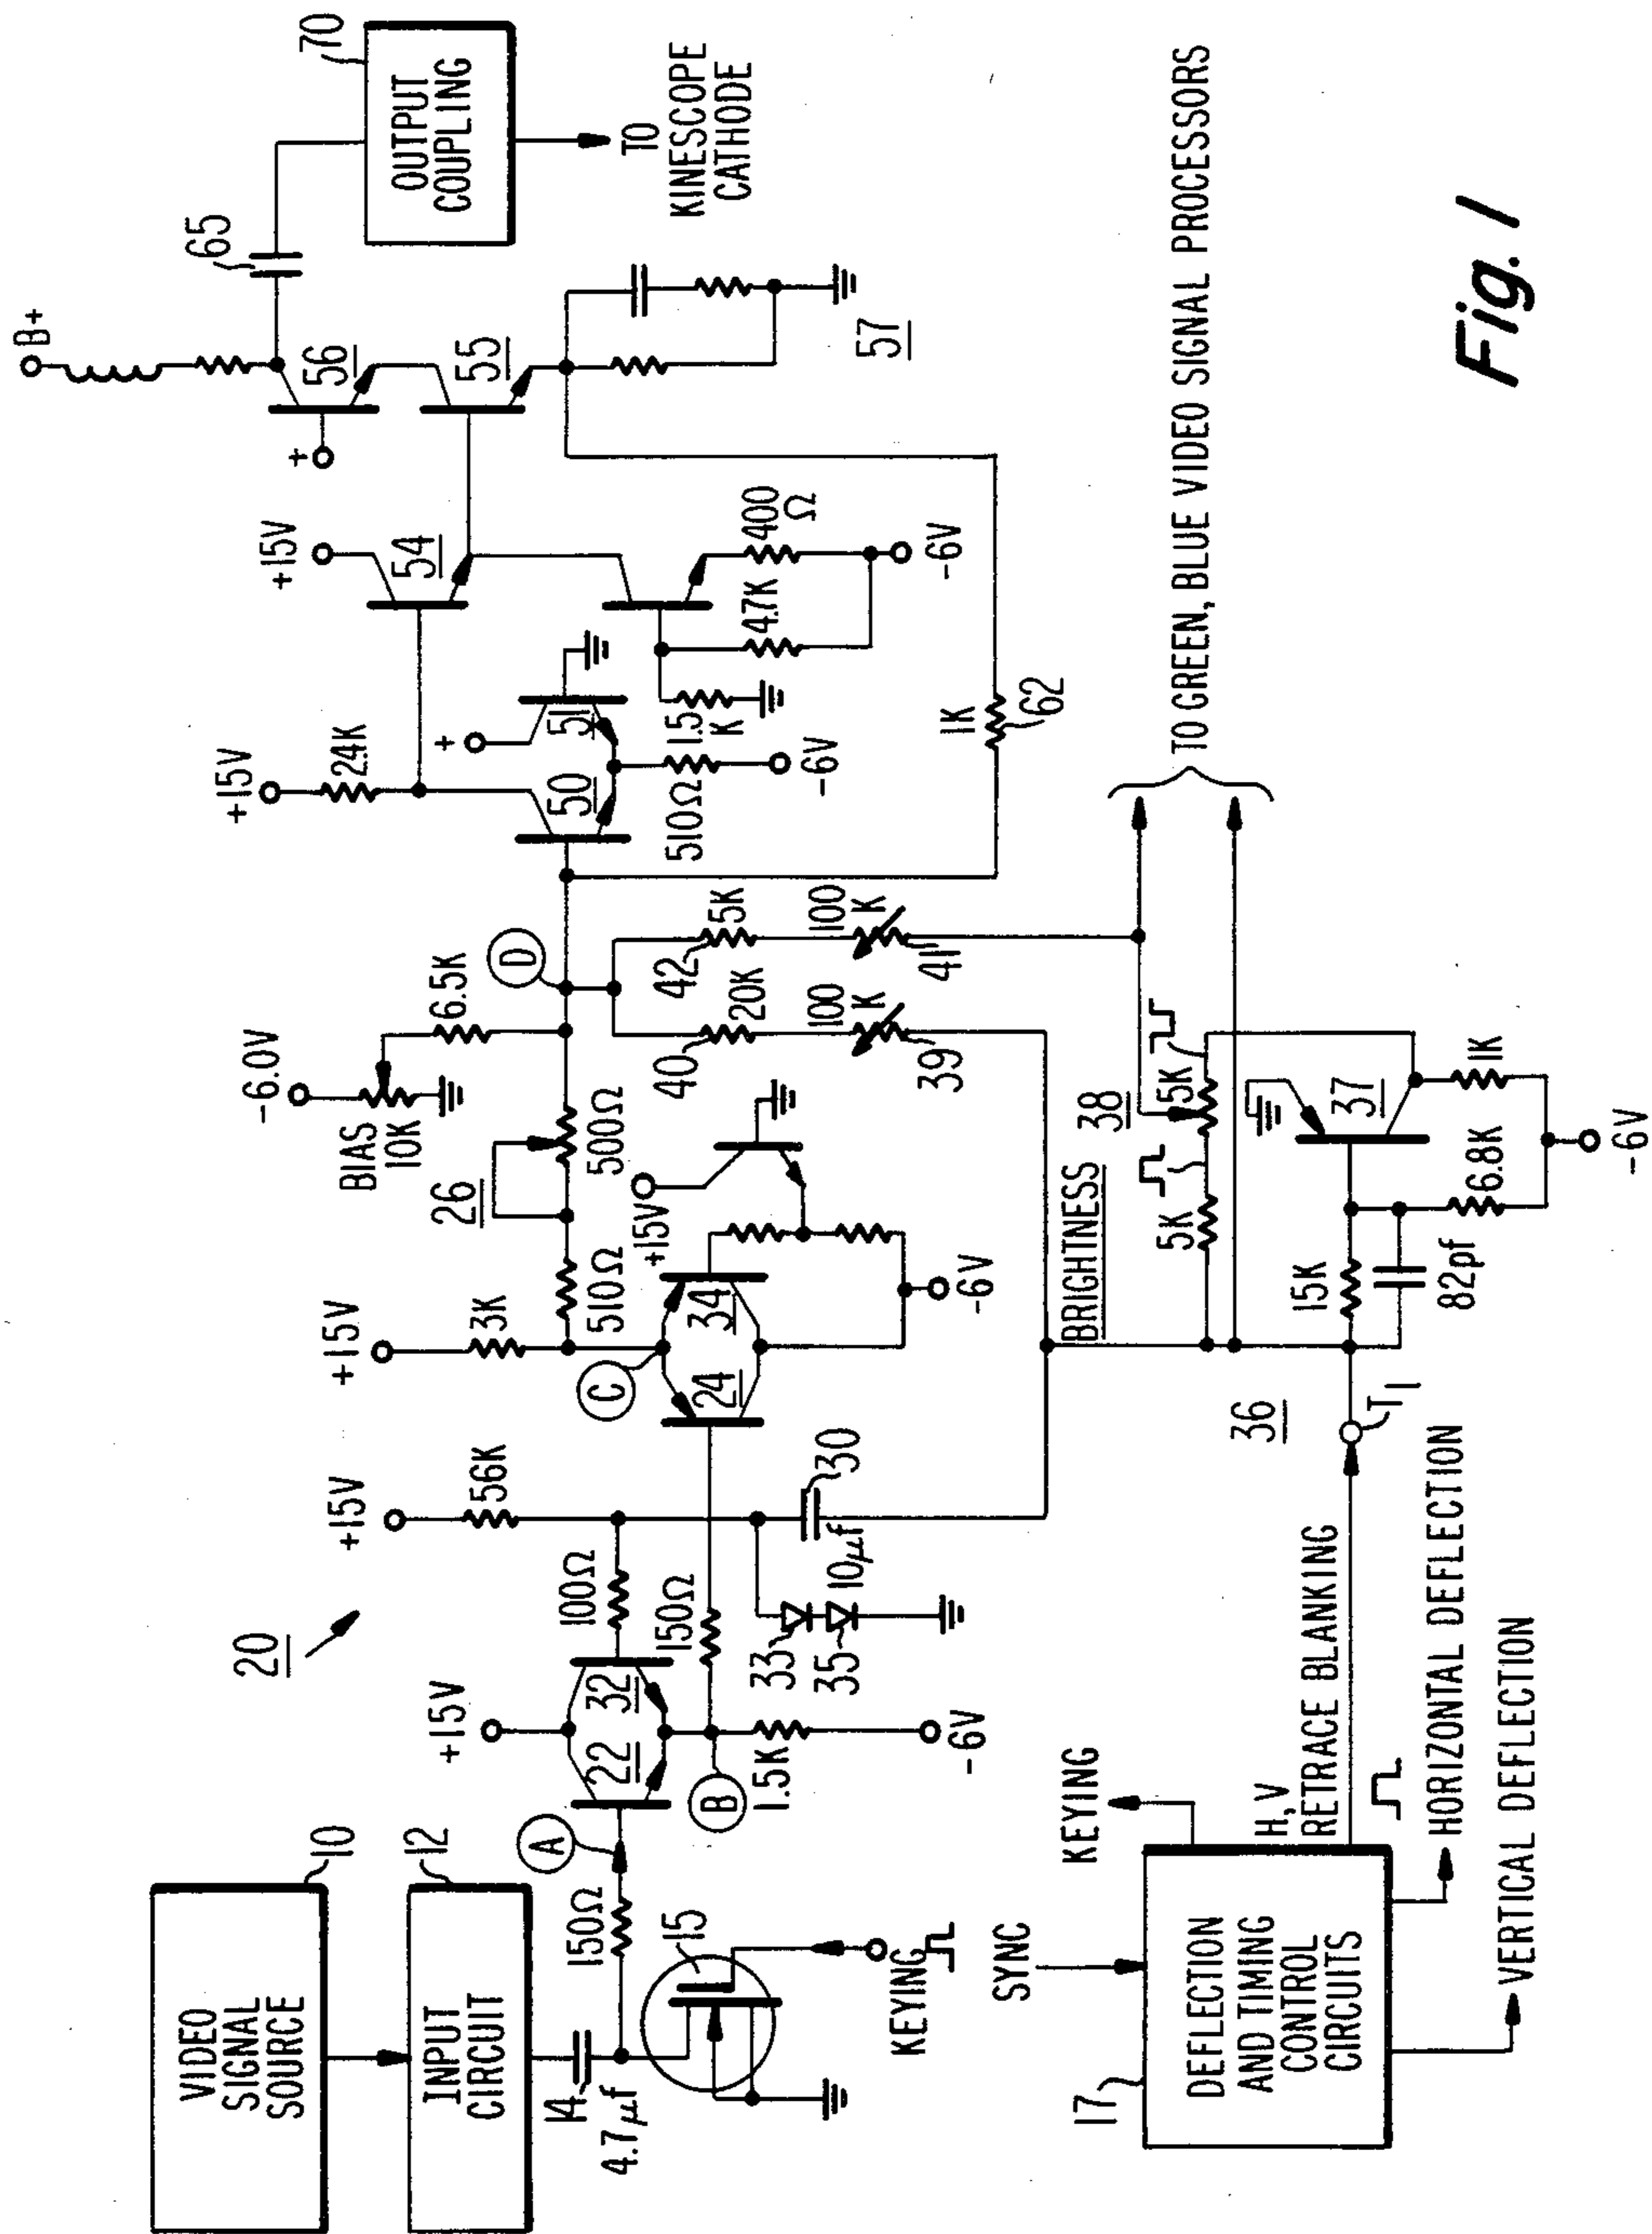 VIDEO
SIGNAL
SOURCE
10
INPUT
CIRCUIT
12
14
4.7µf
15
KEYING
150Ω
A
20
+15V
22
32
B
1.5K
-6V
100Ω
150Ω
+15V
56K
33
35
10µf
30
+15V
3K
C
24
34
510Ω
26
500Ω
+15V
-6V
-6.0V
BIAS
10K
6.5K
D
40
20K
100
K
39
42
5K
100
K
41
+15V
24K
50
51
+
510Ω
-6V
1.5
K
4.7K
400
Ω
-6V
+15V
54
1K
62
B+
56
+
55
57
65
70
OUTPUT
COUPLING
TO
KINESCOPE
CATHODE
TO GREEN, BLUE VIDEO SIGNAL PROCESSORS
BRIGHTNESS
38
5K
5K
15K
82pf
37
6.8K
1K
-6V
36
T1
SYNC
KEYING
17
DEFLECTION
AND TIMING
CONTROL
CIRCUITS
H,V
RETRACE BLANKING
HORIZONTAL DEFLECTION
VERTICAL DEFLECTION
Fig. 1